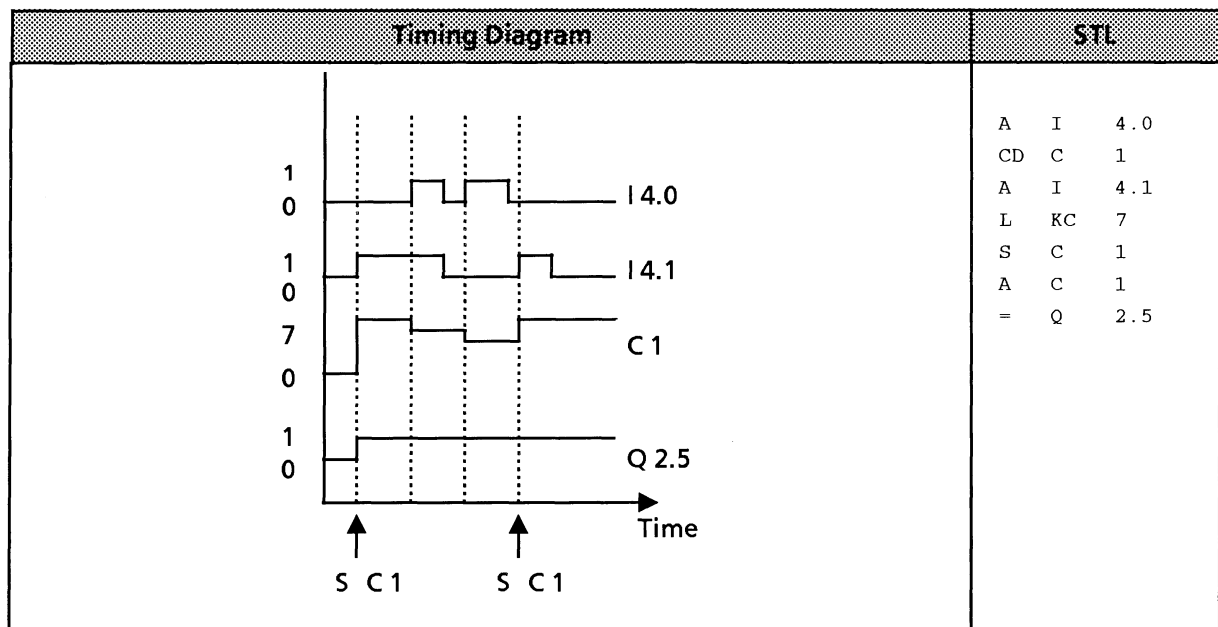 Timing Diagram
STL
1
0
I 4.0
1
0
I 4.1
7
0
C 1
1
0
Q 2.5
Time
S C 1
S C 1
A I 4.0
CD C 1
A I 4.1
L KC 7
S C 1
A C 1
= Q 2.5